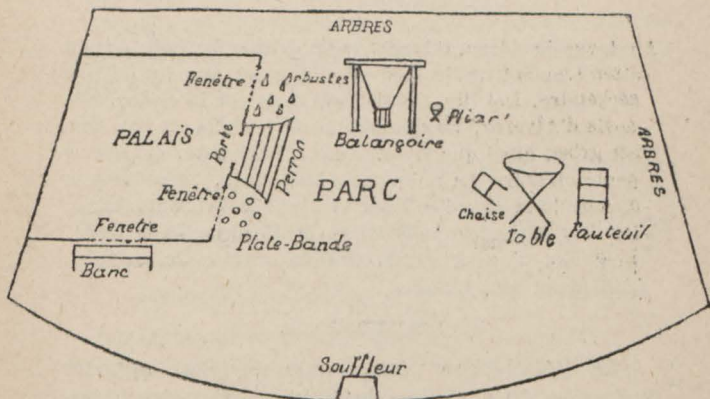 ARBRES
Fenêtre
Arbustes
PALAIS
Porte
Perron
Balançoire
Pliant
ARBRES
Fenêtre
PARC
Chaise
Table
Fauteuil
Fenetre
Plate-Bande
Banc
Souffleur